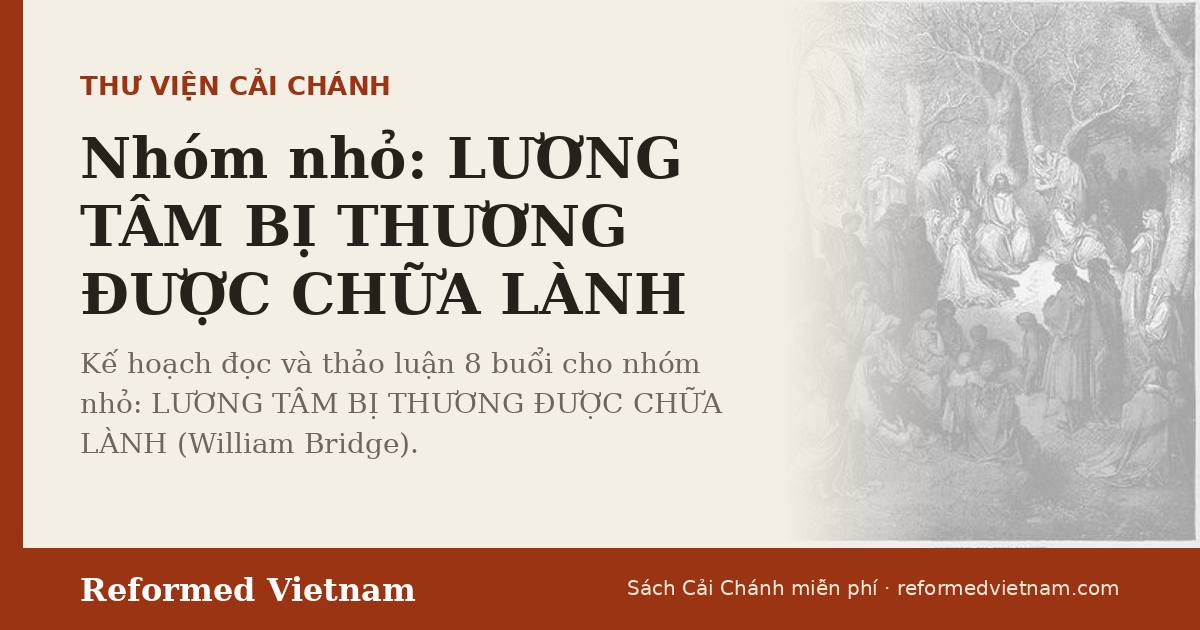 THƯ VIỆN CẢI CHÁNH
Nhóm nhỏ: LƯƠNG
TÂM BỊ THƯƠNG
ĐƯỢC CHỮA LÀNH
Kế hoạch đọc và thảo luận 8 buổi cho nhóm
nhỏ: LƯƠNG TÂM BỊ THƯƠNG ĐƯỢC CHỮA
LÀNH (William Bridge).
Reformed Vietnam
Sách Cải Chánh miễn phí · reformedvietnam.com